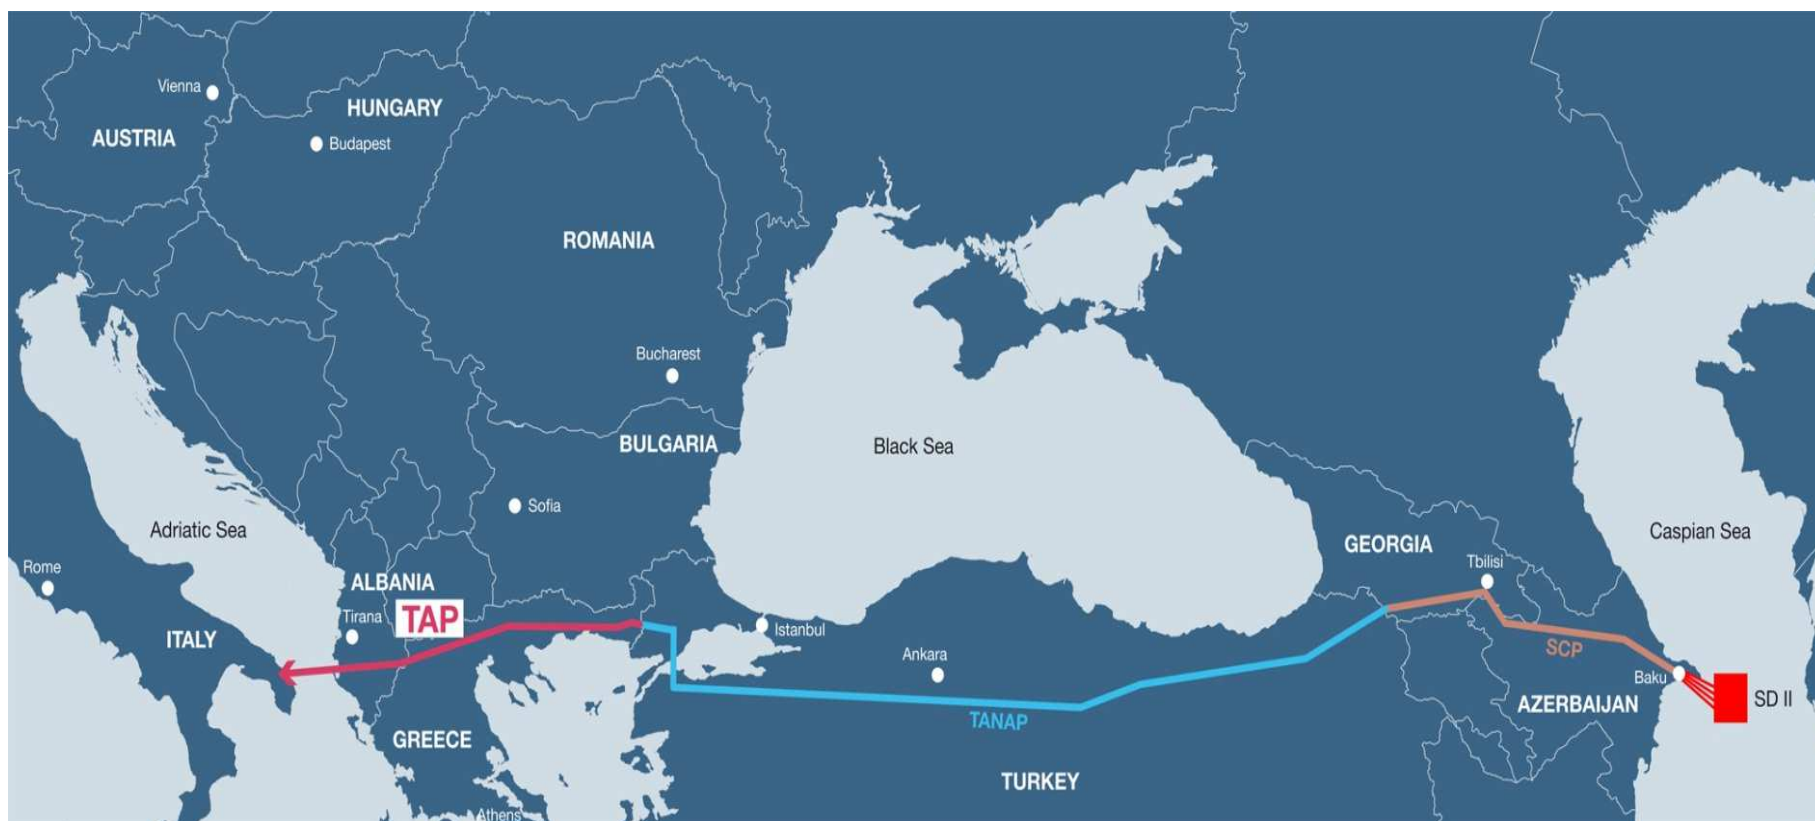 Vienna
HUNGARY
AUSTRIA
Budapest
ROMANIA
Bucharest
BULGARIA
Black Sea
Sofia
Adriatic Sea
Caspian Sea
GEORGIA
Tbilisi
Rome
ALBANIA
TAP
Tirana
Istanbul
ITALY
SCP
Ankara
Baku
SD II
AZERBAIJAN
TANAP
GREECE
TURKEY
Athens